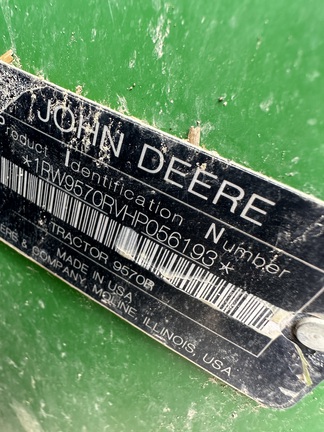 JOHN DEERE
Product Identification Number
*1RW9570RVHP056193*
TRACTOR 9570R
MADE IN USA
& COMPANY, MOLINE, ILLINOIS, USA